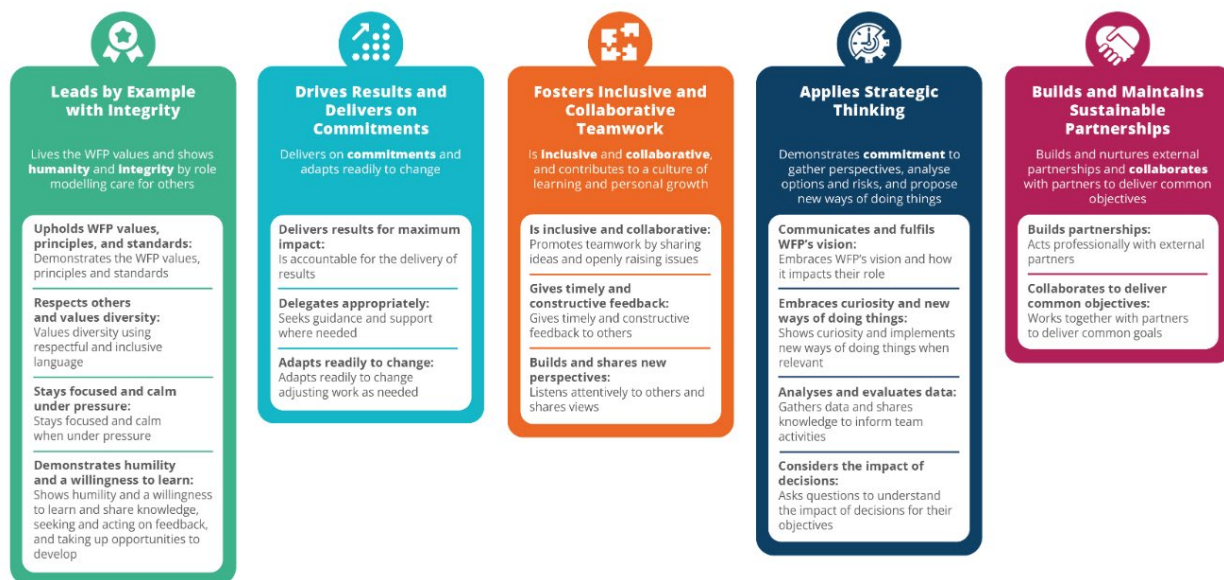 Leads by Example
with Integrity
Lives the WFP values and shows
humanity and integrity by role
modelling care for others
Upholds WFP values,
principles, and standards:
Demonstrates the WFP values,
principles and standards
Respects others
and values diversity:
Values diversity using
respectful and inclusive
language
Stays focused and calm
under pressure:
Stays focused and calm
when under pressure
Demonstrates humility
and a willingness to learn:
Shows humility and a willingness
to learn and share knowledge,
seeking and acting on feedback,
and taking up opportunities to
develop
Drives Results and
Delivers on
Commitments
Delivers on commitments and
adapts readily to change
Delivers results for maximum
impact:
Is accountable for the delivery of
results
Delegates appropriately:
Seeks guidance and support
where needed
Adapts readily to change:
Adapts readily to change
adjusting work as needed
Fosters Inclusive and
Collaborative
Teamwork
Is inclusive and collaborative,
and contributes to a culture of
learning and personal growth
Is inclusive and collaborative:
Promotes teamwork by sharing
ideas and openly raising issues
Gives timely and
constructive feedback:
Gives timely and constructive
feedback to others
Builds and shares new
perspectives:
Listens attentively to others and
shares views
Applies Strategic
Thinking
Demonstrates commitment to
gather perspectives, analyse
options and risks, and propose
new ways of doing things
Communicates and fulfils
WFP's vision:
Embraces WFP's vision and how
it impacts their role
Embraces curiosity and new
ways of doing things:
Shows curiosity and implements
new ways of doing things when
relevant
Analyses and evaluates data:
Gathers data and shares
knowledge to inform team
activities
Considers the impact of
decisions:
Asks questions to understand
the impact of decisions for their
objectives
Builds and Maintains
Sustainable
Partnerships
Builds and nurtures external
partnerships and collaborates
with partners to deliver common
objectives
Builds partnerships:
Acts professionally with external
partners
Collaborates to deliver
common objectives:
Works together with partners
to deliver common goals